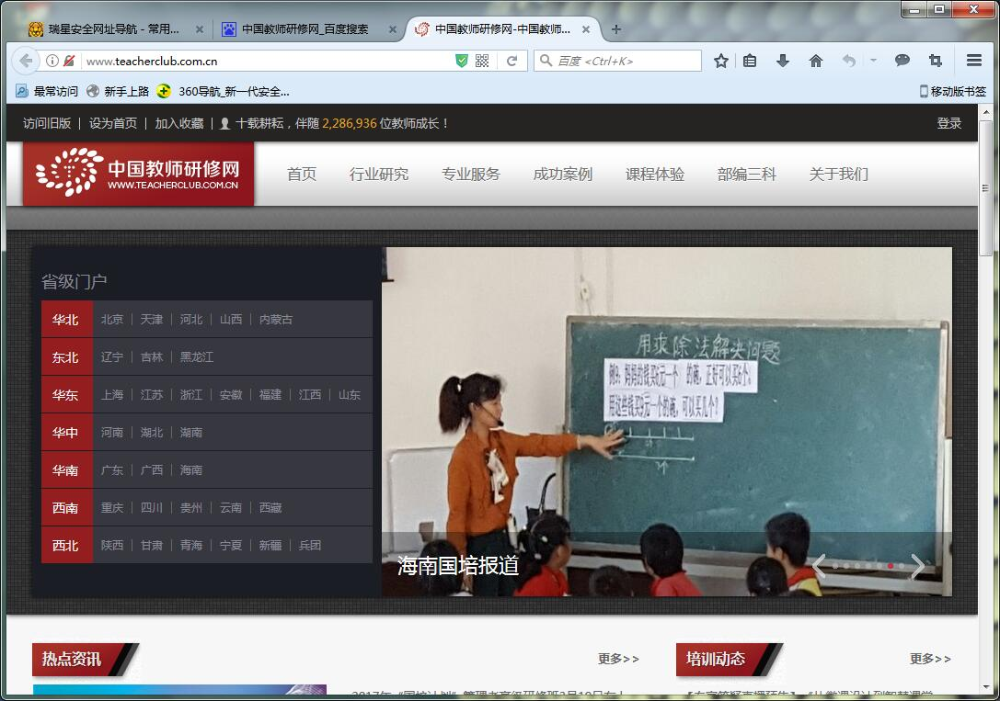 瑞星安全网址导航 - 常用...
中国教师研修网_百度搜索
中国教师研修网-中国教师...
www.teacherclub.com.cn
百度 <Ctrl+K>
最常访问 新手上路 360导航_新一代安全...
移动版书签
访问旧版 | 设为首页 | 加入收藏 | 十载耕耘，伴随 2,286,936 位教师成长！
登录
中国教师研修网
WWW.TEACHERCLUB.COM.CN
首页 行业研究 专业服务 成功案例 课程体验 部编三科 关于我们
省级门户
华北 北京 | 天津 | 河北 | 山西 | 内蒙古
东北 辽宁 | 吉林 | 黑龙江
华东 上海 | 江苏 | 浙江 | 安徽 | 福建 | 江西 | 山东
华中 河南 | 湖北 | 湖南
华南 广东 | 广西 | 海南
西南 重庆 | 四川 | 贵州 | 云南 | 西藏
西北 陕西 | 甘肃 | 青海 | 宁夏 | 新疆 | 兵团
用乘除法解决问题
例9：妈妈的钱买6元一个 的碗，正好可以买6个。
用这些钱买9元一个的碗，可以买几个？
海南国培报道
热点资讯
更多>>
培训动态
更多>>